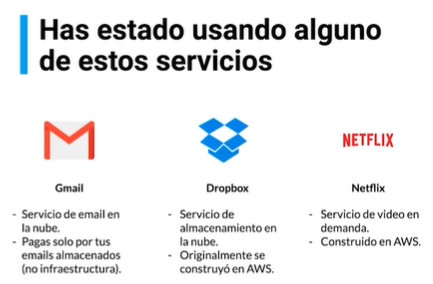 Has estado usando alguno
de estos servicios
NETFLIX
Gmail
- Servicio de email en
la nube.
- Pagas solo por tus
emails almacenados
(no infraestructura).
Dropbox
- Servicio de
almacenamiento en
la nube.
- Originalmente se
construyó en AWS.
Netflix
- Servicio de video en
demanda.
- Construido en AWS.